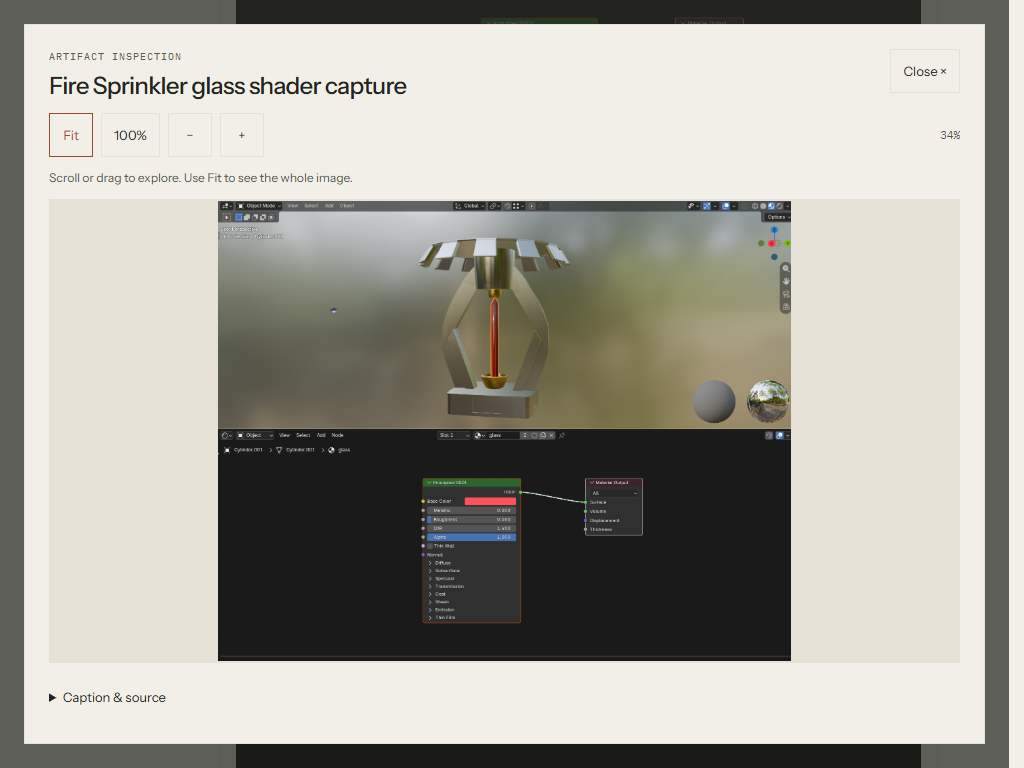 ARTIFACT INSPECTION
Fire Sprinkler glass shader capture
Close ×
Fit
100%
−
+
34%
Scroll or drag to explore. Use Fit to see the whole image.
Object Mode
View
Select
Add
Object
Global
Options
Object
View
Select
Add
Node
Slot 1
glass
2
Cylinder.001
Cylinder.001
glass
Principled BSDF
BSDF
Base Color
Metallic 0.000
Roughness 0.000
IOR
Alpha 1.000
Thin Wall
Normal
Diffuse
Subsurface
Specular
Transmission
Coat
Sheen
Emission
Thin Film
Material Output
All
Surface
Volume
Displacement
Thickness
Caption & source